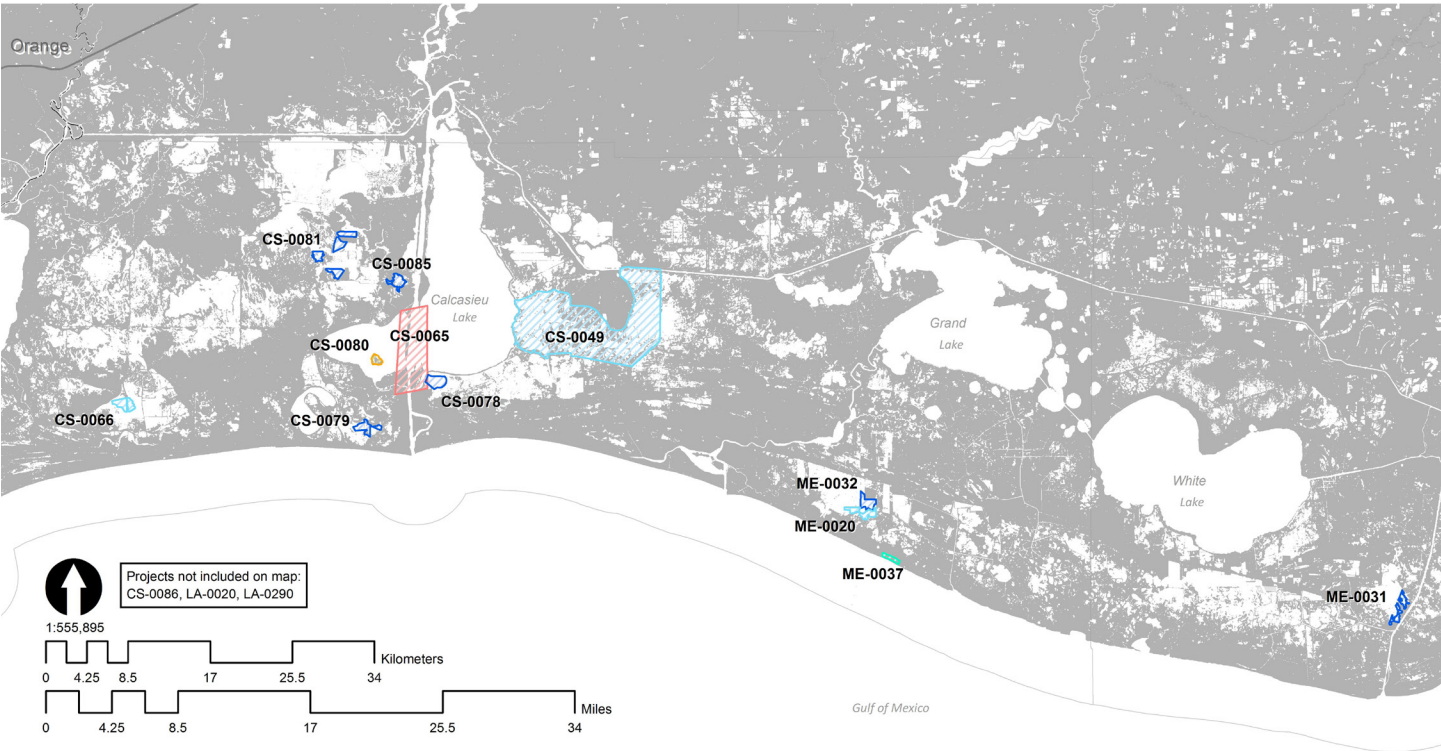 Orange
CS-0081
CS-0085
Calcasieu
Lake
CS-0065
CS-0049
Grand
Lake
CS-0080
CS-0078
CS-0066
CS-0079
ME-0032
White
Lake
ME-0020
ME-0037
ME-0031
Projects not included on map:
CS-0086, LA-0020, LA-0290
1:555,895
Kilometers
0 4.25 8.5 17 25.5 34
Miles
0 4.25 8.5 17 25.5 34
Gulf of Mexico